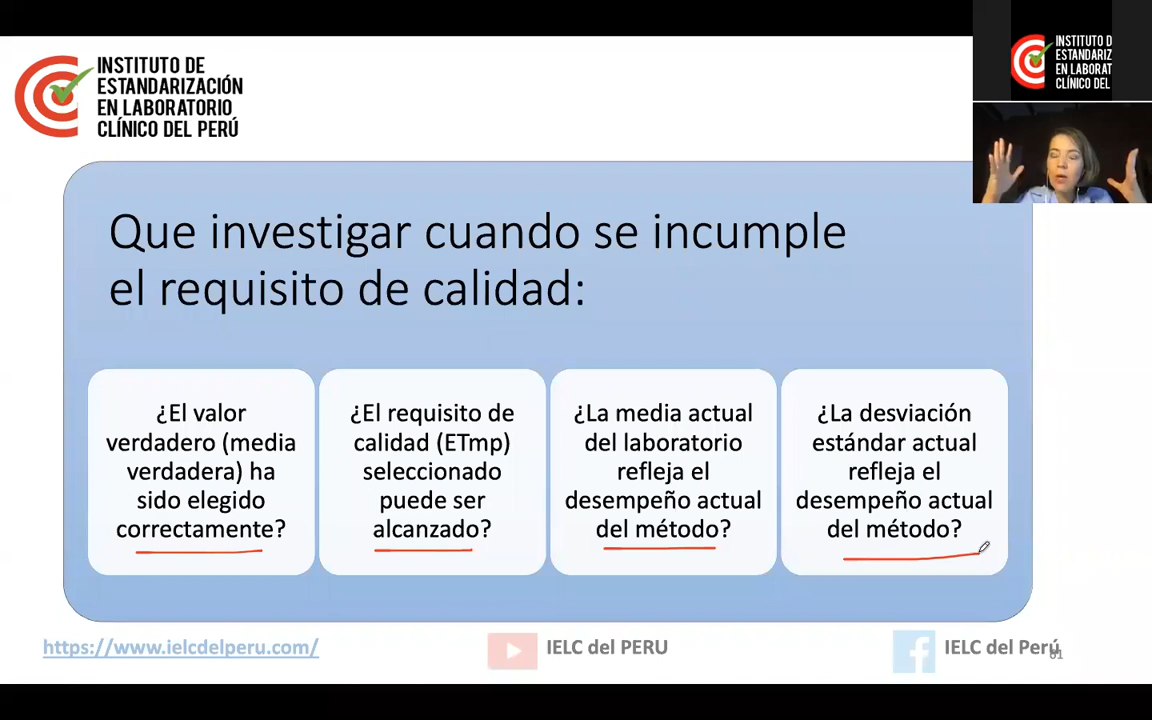 INSTITUTO DE
ESTANDARIZACIÓN
EN LABORATORIO
CLÍNICO DEL PERÚ
INSTITUTO D
ESTANDARIZ
EN LABORAT
CLÍNICO DEL
Que investigar cuando se incumple
el requisito de calidad:
¿El valor
verdadero (media
verdadera) ha
sido elegido
correctamente?
¿El requisito de
calidad (ETmp)
seleccionado
puede ser
alcanzado?
¿La media actual
del laboratorio
refleja el
desempeño actual
del método?
¿La desviación
estándar actual
refleja el
desempeño actual
del método?
https://www.ielcdelperu.com/
IELC del PERU
IELC del Perú
61